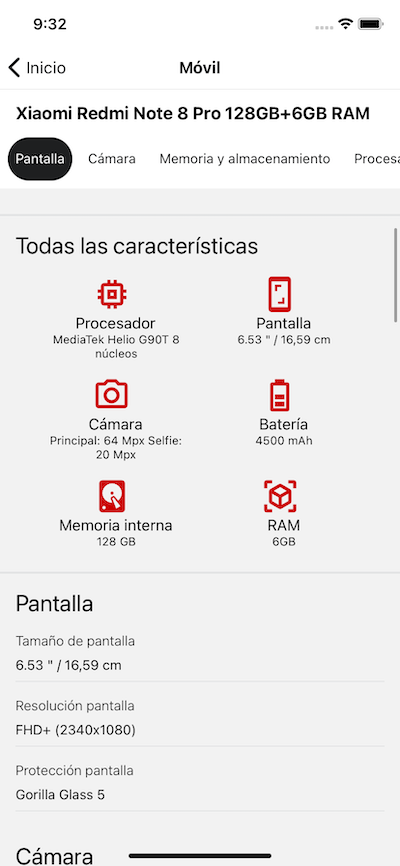 9:32
Inicio
Móvil
Xiaomi Redmi Note 8 Pro 128GB+6GB RAM
Pantalla Cámara Memoria y almacenamiento Procesa
Todas las características
Procesador
MediaTek Helio G90T 8
núcleos
Pantalla
6.53 " / 16,59 cm
Cámara
Principal: 64 Mpx Selfie:
20 Mpx
Batería
4500 mAh
Memoria interna
128 GB
RAM
6GB
Pantalla
Tamaño de pantalla
6.53 " / 16,59 cm
Resolución pantalla
FHD+ (2340x1080)
Protección pantalla
Gorilla Glass 5
Cámara